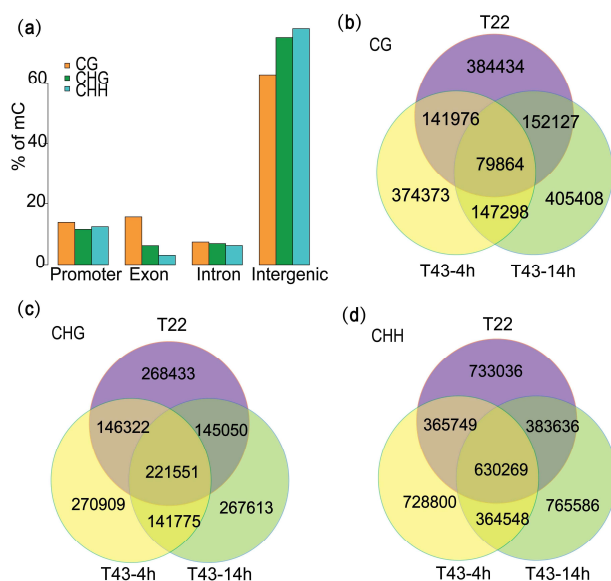 (a)
CG
CHG
CHH
% of mC
60
40
20
0
Promoter Exon Intron Intergenic
(b)
CG
T22
384434
141976 152127
79864
374373 405408
147298
T43-4h T43-14h
(c)
CHG
T22
268433
146322 145050
221551
270909 267613
141775
T43-4h T43-14h
(d)
CHH
T22
733036
365749 383636
630269
728800 765586
364548
T43-4h T43-14h